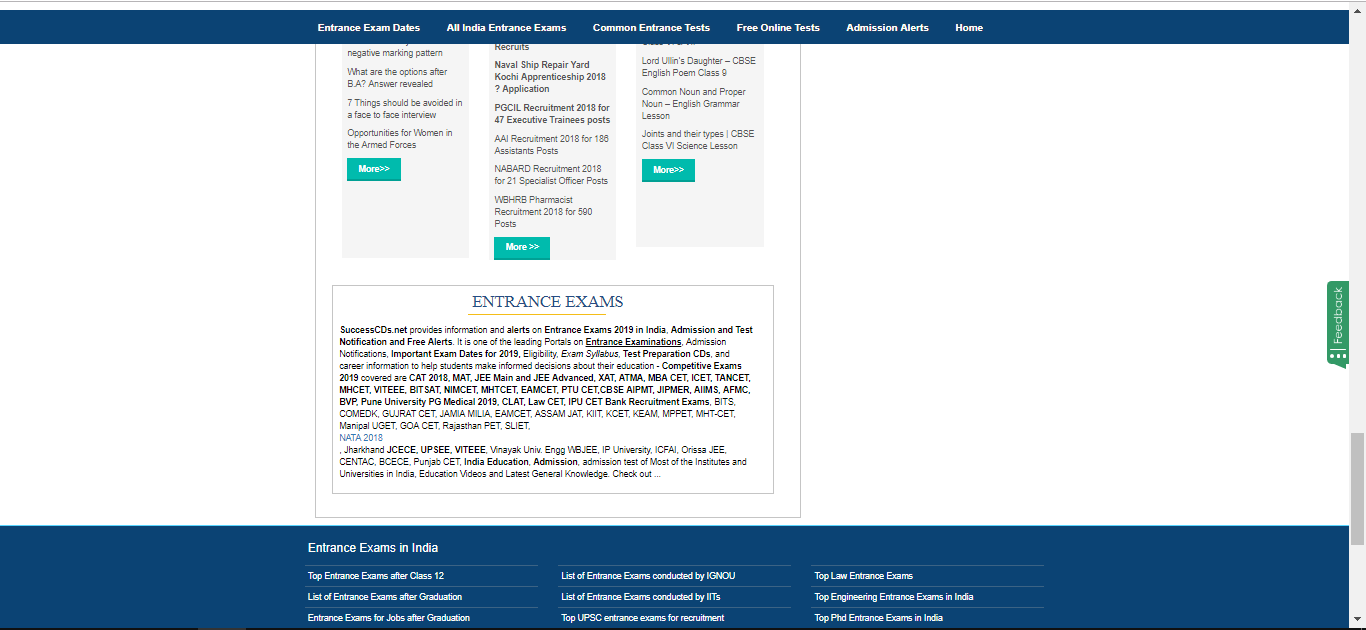 Entrance Exam Dates All India Entrance Exams Common Entrance Tests Free Online Tests Admission Alerts Home
negative marking pattern
What are the options after
B.A? Answer revealed
7 Things should be avoided in
a face to face interview
Opportunities for Women in
the Armed Forces
More>>
Recruits
Naval Ship Repair Yard
Kochi Apprenticeship 2018
? Application
PGCIL Recruitment 2018 for
47 Executive Trainees posts
AAI Recruitment 2018 for 186
Assistants Posts
NABARD Recruitment 2018
for 21 Specialist Officer Posts
WBHRB Pharmacist
Recruitment 2018 for 590
Posts
More >>
Lord Ullin's Daughter – CBSE
English Poem Class 9
Common Noun and Proper
Noun – English Grammar
Lesson
Joints and their types | CBSE
Class VI Science Lesson
More>>
Feedback
ENTRANCE EXAMS
SuccessCDs.net provides information and alerts on Entrance Exams 2019 in India, Admission and Test
Notification and Free Alerts. It is one of the leading Portals on Entrance Examinations, Admission
Notifications, Important Exam Dates for 2019, Eligibility, Exam Syllabus, Test Preparation CDs, and
career information to help students make informed decisions about their education - Competitive Exams
2019 covered are CAT 2018, MAT, JEE Main and JEE Advanced, XAT, ATMA, MBA CET, ICET, TANCET,
MHCET, VITEEE, BITSAT, NIMCET, MHTCET, EAMCET, PTU CET,CBSE AIPMT, JIPMER, AIIMS, AFMC,
BVP, Pune University PG Medical 2019, CLAT, Law CET, IPU CET Bank Recruitment Exams, BITS,
COMEDK, GUJRAT CET, JAMIA MILIA, EAMCET, ASSAM JAT, KIIT, KCET, KEAM, MPPET, MHT-CET,
Manipal UGET, GOA CET, Rajasthan PET, SLIET,
NATA 2018
, Jharkhand JCECE, UPSEE, VITEEE, Vinayak Univ. Engg WBJEE, IP University, ICFAI, Orissa JEE,
CENTAC, BCECE, Punjab CET, India Education, Admission, admission test of Most of the Institutes and
Universities in India, Education Videos and Latest General Knowledge. Check out ...
Entrance Exams in India
Top Entrance Exams after Class 12 List of Entrance Exams conducted by IGNOU Top Law Entrance Exams
List of Entrance Exams after Graduation List of Entrance Exams conducted by IITs Top Engineering Entrance Exams in India
Entrance Exams for Jobs after Graduation Top UPSC entrance exams for recruitment Top Phd Entrance Exams in India